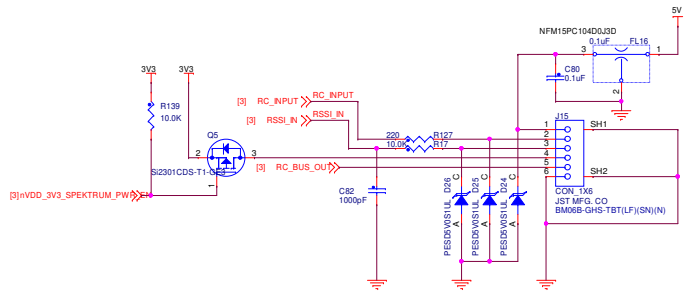 5V
NFM15PC104D0J3D
0.1uF FL16
3 1
2
C80
0.1uF
3V3 3V3
R139
10.0K
[3] RC_INPUT RC_INPUT
[3] RSSI_IN RSSI_IN
J15
SH1
220 R127
10.0K R17
Q5
2 3
1
Si2301CDS-T1-GE3
[3] RC_BUS_OUT
1
2
3
4
5
6
SH2
CON_1X6
JST MFG. CO
BM06B-GHS-TBT(LF)(SN)(N)
[3]nVDD_3V3_SPEKTRUM_PWR_EN
C82
1000pF
PESD5V0S1UL D26 A C
PESD5V0S1UL D25 A C
PESD5V0S1UL D24 A C